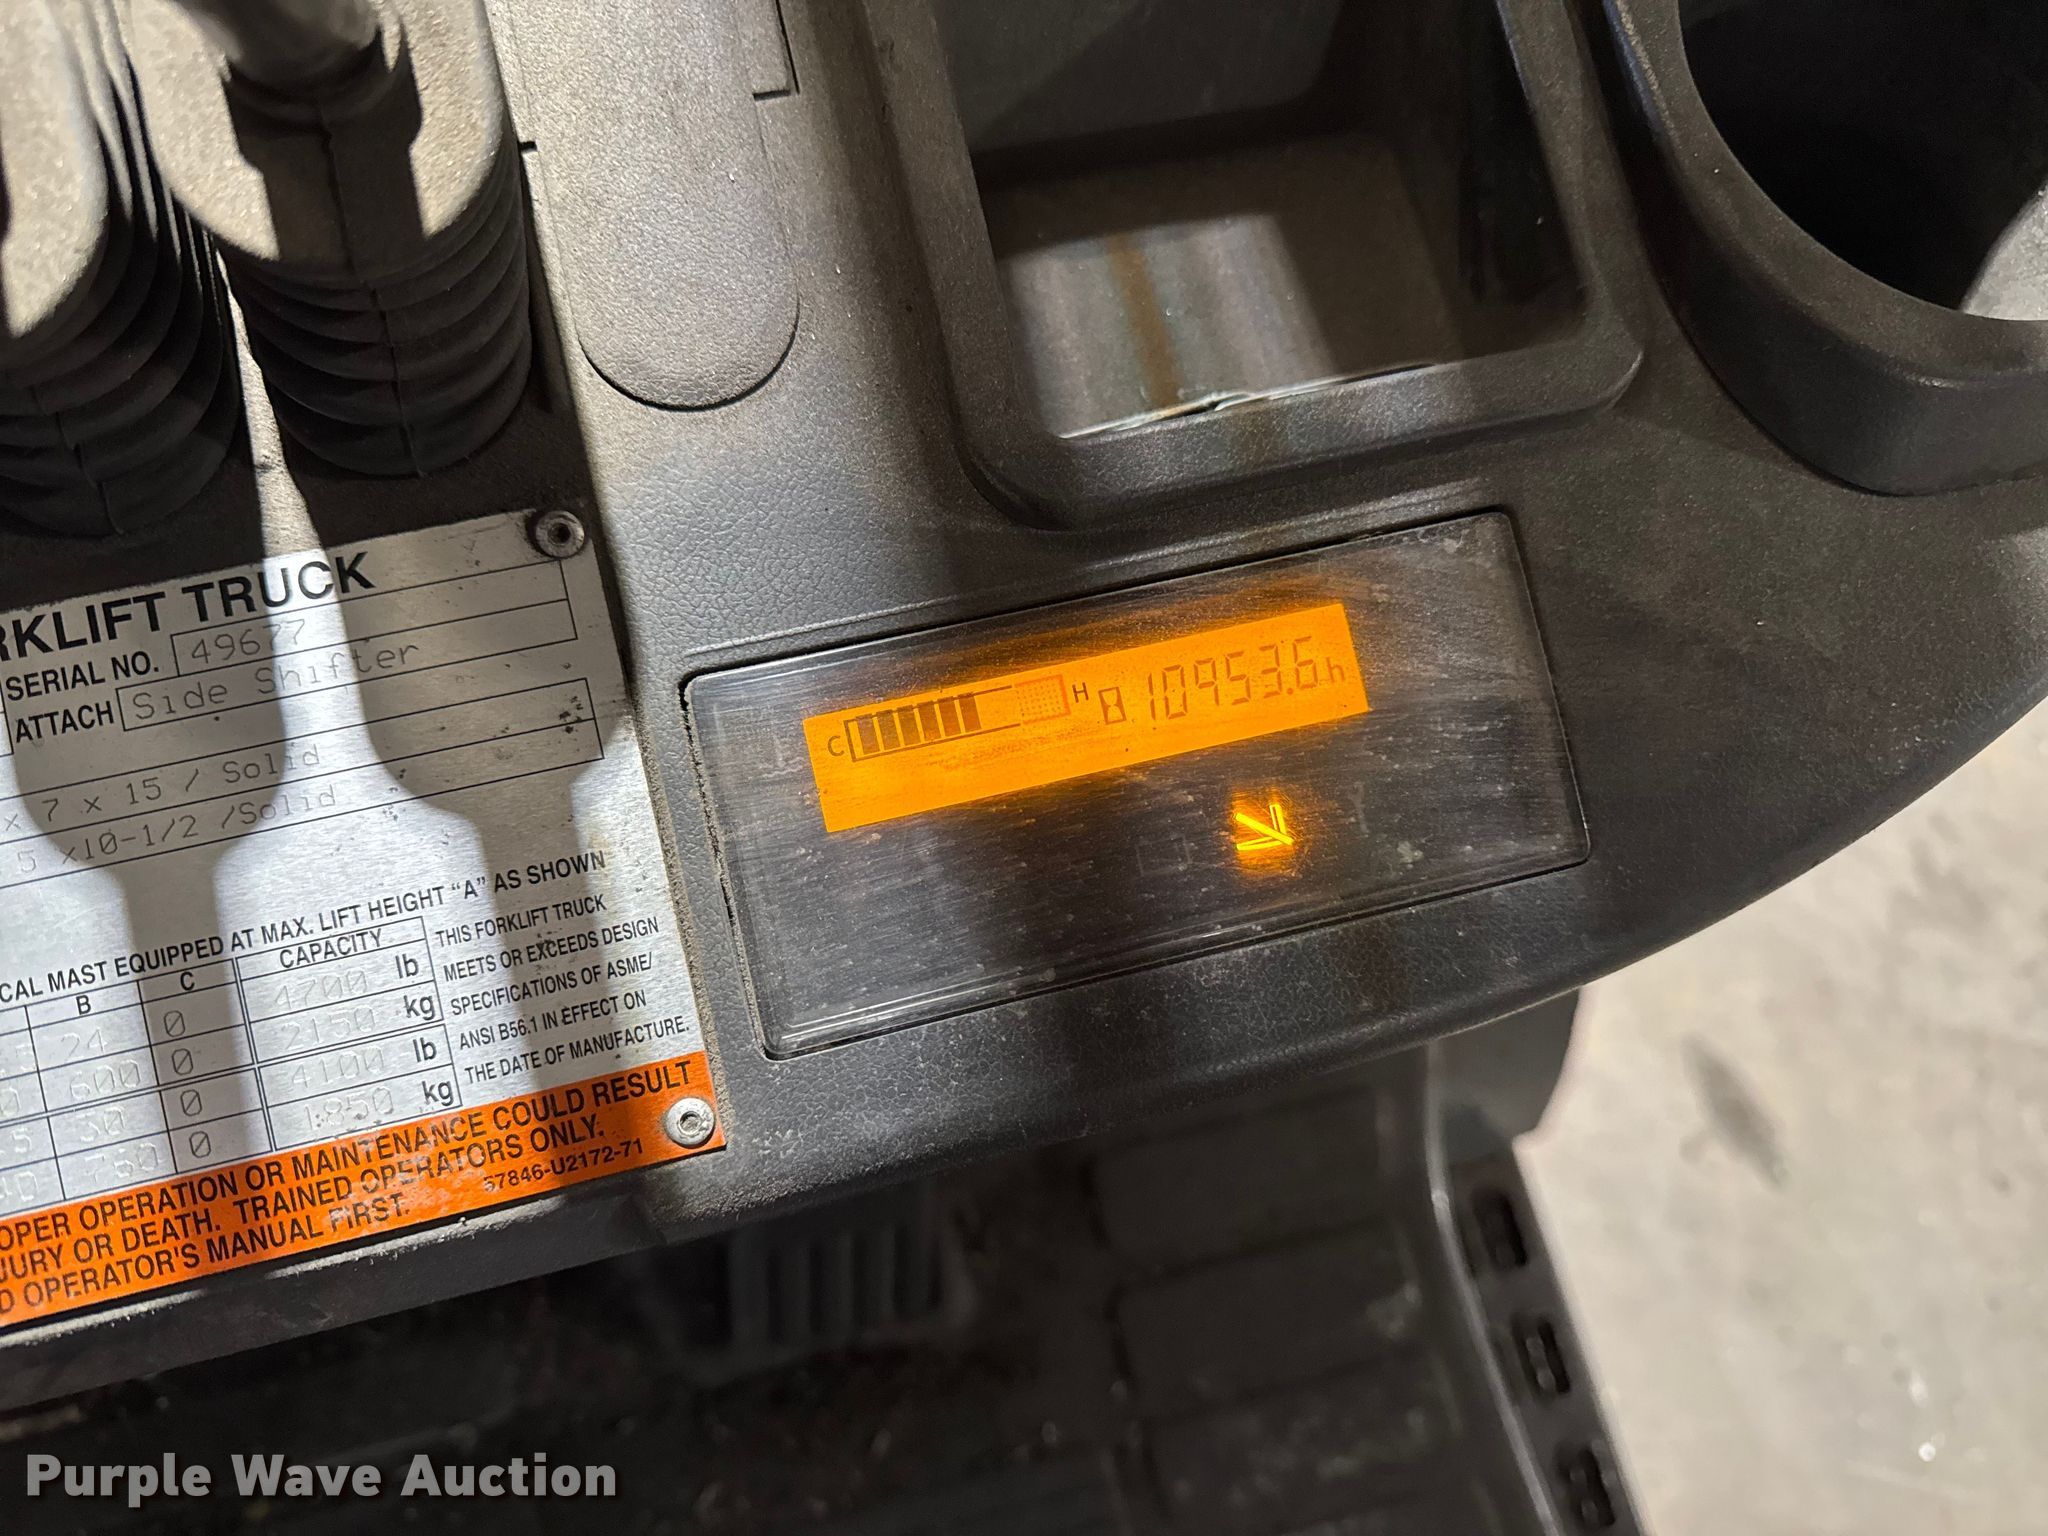 RKLIFT TRUCK
SERIAL NO. 49677
ATTACH Side Shifter
x 7 x 15 / Solid
5 x10-1/2 /Solid
CAL MAST EQUIPPED AT MAX. LIFT HEIGHT "A" AS SHOWN
B C CAPACITY
24 0 4700 lb
600 0 2150 kg
30 0 4100 lb
760 0 1850 kg
THIS FORKLIFT TRUCK
MEETS OR EXCEEDS DESIGN
SPECIFICATIONS OF ASME/
ANSI B56.1 IN EFFECT ON
THE DATE OF MANUFACTURE.
OPER OPERATION OR MAINTENANCE COULD RESULT
JURY OR DEATH. TRAINED OPERATORS ONLY.
D OPERATOR'S MANUAL FIRST.
57846-U2172-71
C H 10953.6h
Purple Wave Auction